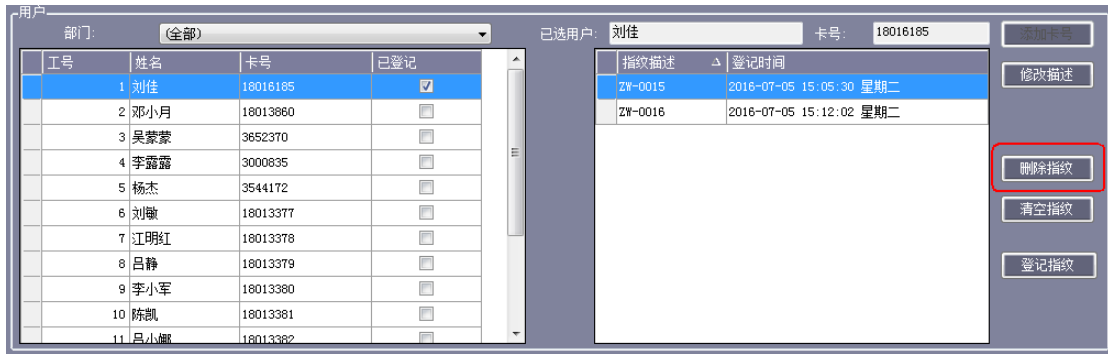 用户
部门: (全部) 已选用户: 刘佳 卡号: 18016185 添加卡号
工号 姓名 卡号 已登记
1 刘佳 18016185
2 邓小月 18013860
3 吴蒙蒙 3652370
4 李露露 3000835
5 杨杰 3544172
6 刘敏 18013377
7 江明红 18013378
8 吕静 18013379
9 李小军 18013380
10 陈凯 18013381
11 吕小娜 18013382
指纹描述 登记时间
ZW-0015 2016-07-05 15:05:30 星期二
ZW-0016 2016-07-05 15:12:02 星期二
修改描述
删除指纹
清空指纹
登记指纹